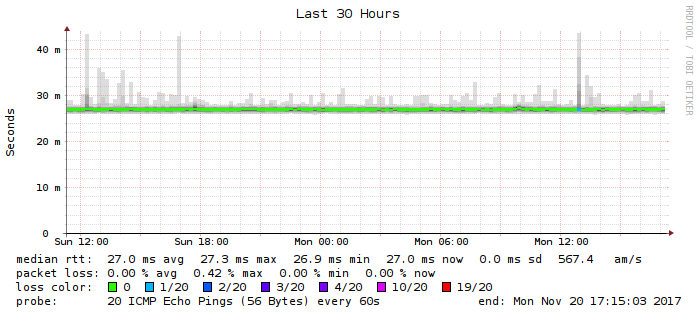 Last 30 Hours
RRDTOOL / TOBI OETIKER
Seconds
40 m
30 m
20 m
10 m
0
Sun 12:00 Sun 18:00 Mon 00:00 Mon 06:00 Mon 12:00
median rtt: 27.0 ms avg 27.3 ms max 26.9 ms min 27.0 ms now 0.0 ms sd 567.4 am/s
packet loss: 0.00 % avg 0.42 % max 0.00 % min 0.00 % now
loss color: 0 1/20 2/20 3/20 4/20 10/20 19/20
probe: 20 ICMP Echo Pings (56 Bytes) every 60s end: Mon Nov 20 17:15:03 2017